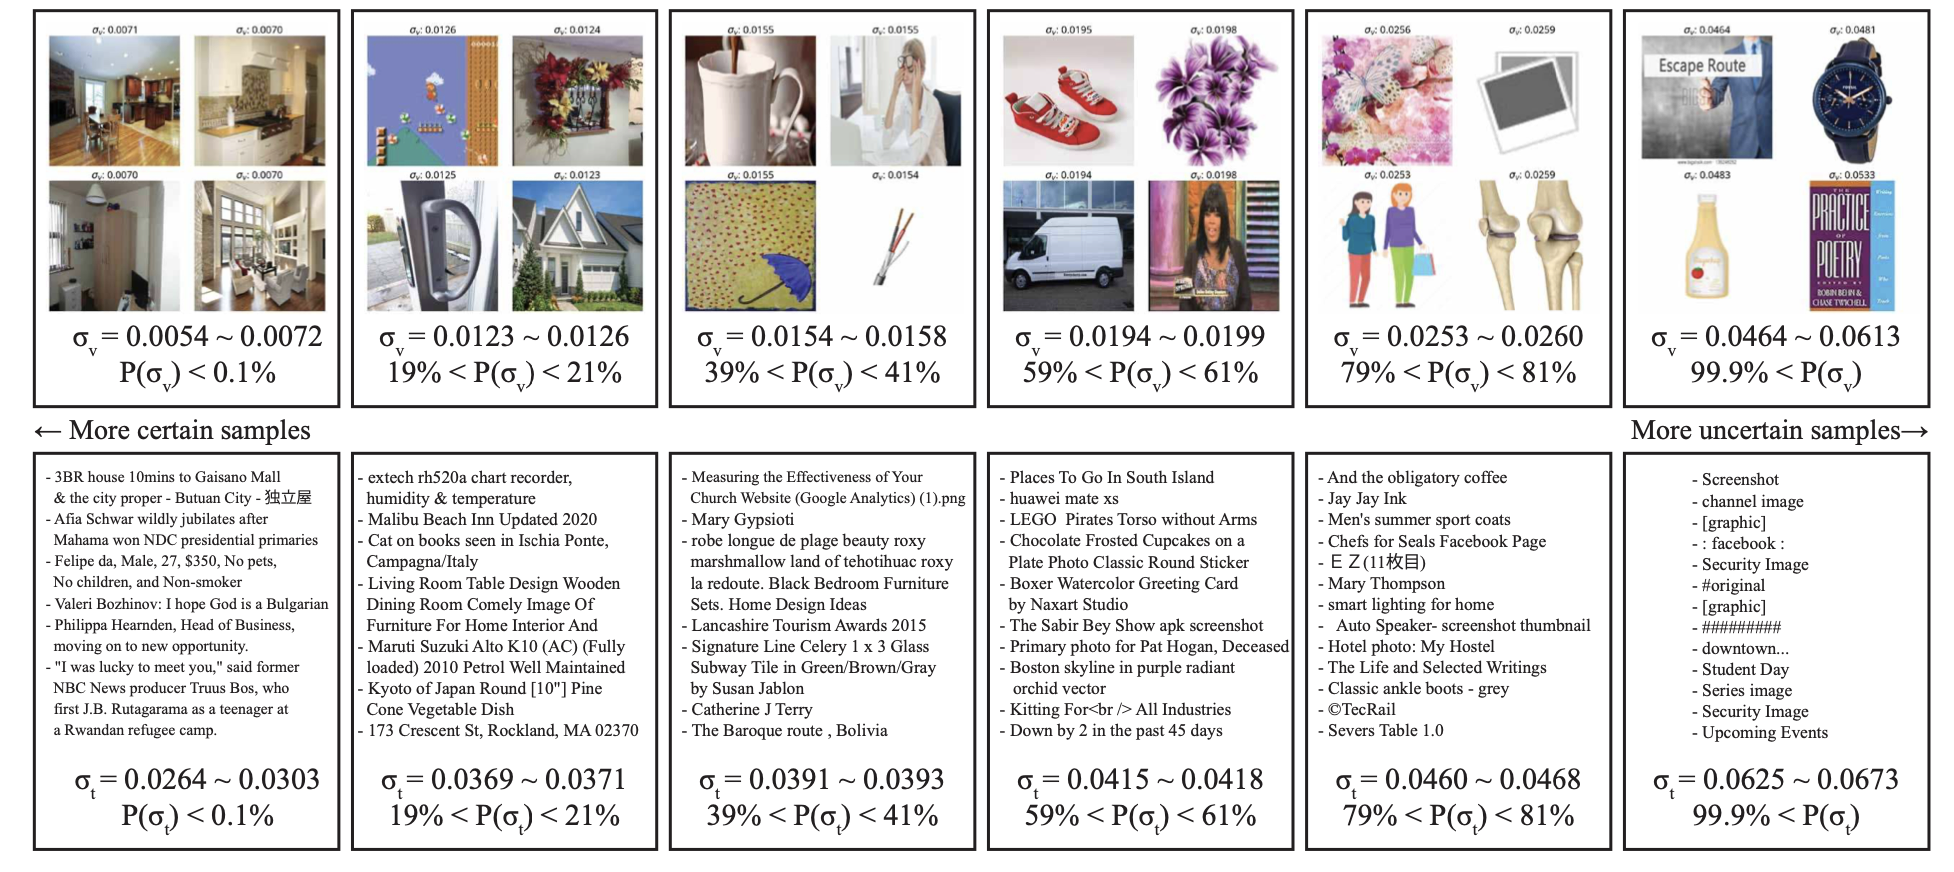 σv: 0.0071
σv: 0.0070
σv: 0.0070
σv: 0.0070
σv = 0.0054 ~ 0.0072
P(σv) < 0.1%
σv: 0.0126
σv: 0.0124
σv: 0.0125
σv: 0.0123
σv = 0.0123 ~ 0.0126
19% < P(σv) < 21%
σv: 0.0155
σv: 0.0155
σv: 0.0155
σv: 0.0154
σv = 0.0154 ~ 0.0158
39% < P(σv) < 41%
σv: 0.0195
σv: 0.0198
σv: 0.0194
σv: 0.0198
σv = 0.0194 ~ 0.0199
59% < P(σv) < 61%
σv: 0.0256
σv: 0.0259
σv: 0.0253
σv: 0.0259
σv = 0.0253 ~ 0.0260
79% < P(σv) < 81%
σv: 0.0464
σv: 0.0481
Escape Route
FOSSIL
σv: 0.0483
σv: 0.0533
THE
PRACTICE
OF
POETRY
EDITED BY
ROBIN BEHN &
CHASE TWICHELL
σv = 0.0464 ~ 0.0613
99.9% < P(σv)
← More certain samples
More uncertain samples→
- 3BR house 10mins to Gaisano Mall
& the city proper - Butuan City - 独立屋
- Afia Schwar wildly jubilates after
Mahama won NDC presidential primaries
- Felipe da, Male, 27, $350, No pets,
No children, and Non-smoker
- Valeri Bozhinov: I hope God is a Bulgarian
- Philippa Hearnden, Head of Business,
moving on to new opportunity.
- "I was lucky to meet you," said former
NBC News producer Truus Bos, who
first J.B. Rutagarama as a teenager at
a Rwandan refugee camp.
σt = 0.0264 ~ 0.0303
P(σt) < 0.1%
- extech rh520a chart recorder,
humidity & temperature
- Malibu Beach Inn Updated 2020
- Cat on books seen in Ischia Ponte,
Campagna/Italy
- Living Room Table Design Wooden
Dining Room Comely Image Of
Furniture For Home Interior And
- Maruti Suzuki Alto K10 (AC) (Fully
loaded) 2010 Petrol Well Maintained
- Kyoto of Japan Round [10"] Pine
Cone Vegetable Dish
- 173 Crescent St, Rockland, MA 02370
σt = 0.0369 ~ 0.0371
19% < P(σt) < 21%
- Measuring the Effectiveness of Your
Church Website (Google Analytics) (1).png
- Mary Gypsioti
- robe longue de plage beauty roxy
marshmallow land of tehotihuac roxy
la redoute. Black Bedroom Furniture
Sets. Home Design Ideas
- Lancashire Tourism Awards 2015
- Signature Line Celery 1 x 3 Glass
Subway Tile in Green/Brown/Gray
by Susan Jablon
- Catherine J Terry
- The Baroque route , Bolivia
σt = 0.0391 ~ 0.0393
39% < P(σt) < 41%
- Places To Go In South Island
- huawei mate xs
- LEGO  Pirates Torso without Arms
- Chocolate Frosted Cupcakes on a
Plate Photo Classic Round Sticker
- Boxer Watercolor Greeting Card
by Naxart Studio
- The Sabir Bey Show apk screenshot
- Primary photo for Pat Hogan, Deceased
- Boston skyline in purple radiant
orchid vector
- Kitting For<br /> All Industries
- Down by 2 in the past 45 days
σt = 0.0415 ~ 0.0418
59% < P(σt) < 61%
- And the obligatory coffee
- Jay Jay Ink
- Men's summer sport coats
- Chefs for Seals Facebook Page
- ＥＺ(11枚目)
- Mary Thompson
- smart lighting for home
-   Auto Speaker- screenshot thumbnail
- Hotel photo: My Hostel
- The Life and Selected Writings
- Classic ankle boots - grey
- ©TecRail
- Severs Table 1.0
σt = 0.0460 ~ 0.0468
79% < P(σt) < 81%
- Screenshot
- channel image
- [graphic]
- : facebook :
- Security Image
- #original
- [graphic]
- #########
- downtown...
- Student Day
- Series image
- Security Image
- Upcoming Events
σt = 0.0625 ~ 0.0673
99.9% < P(σt)